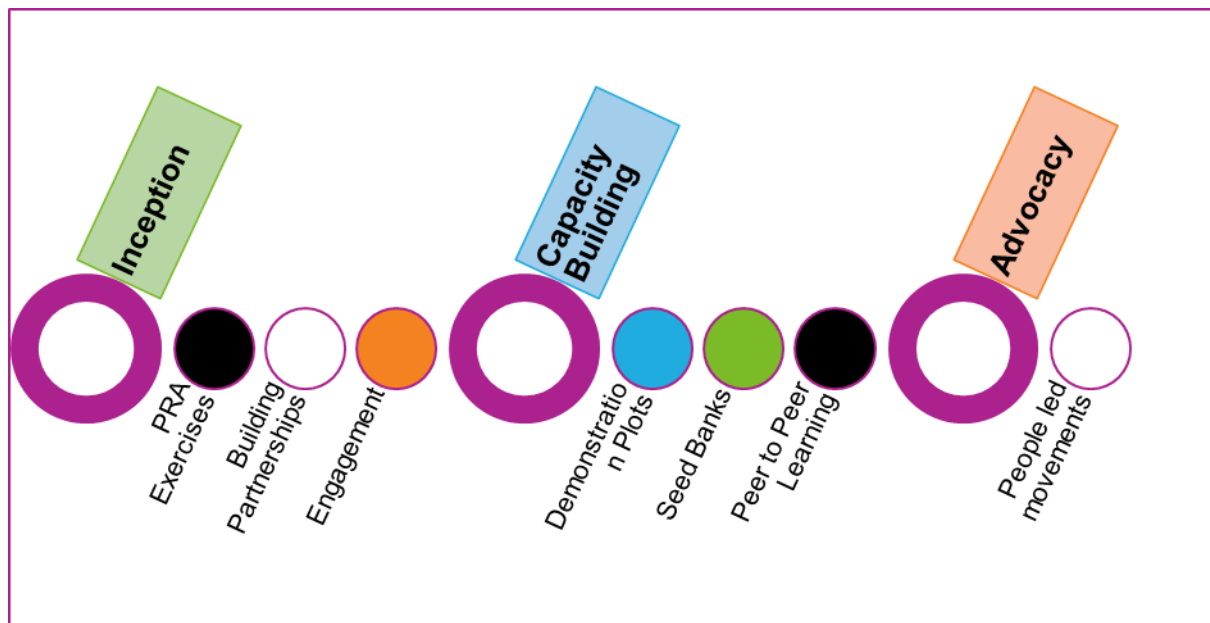 Inception
PRA
Exercises
Building
Partnerships
Engagement
Capacity
Building
Demonstratio
n Plots
Seed Banks
Peer to Peer
Learning
Advocacy
People led
movements